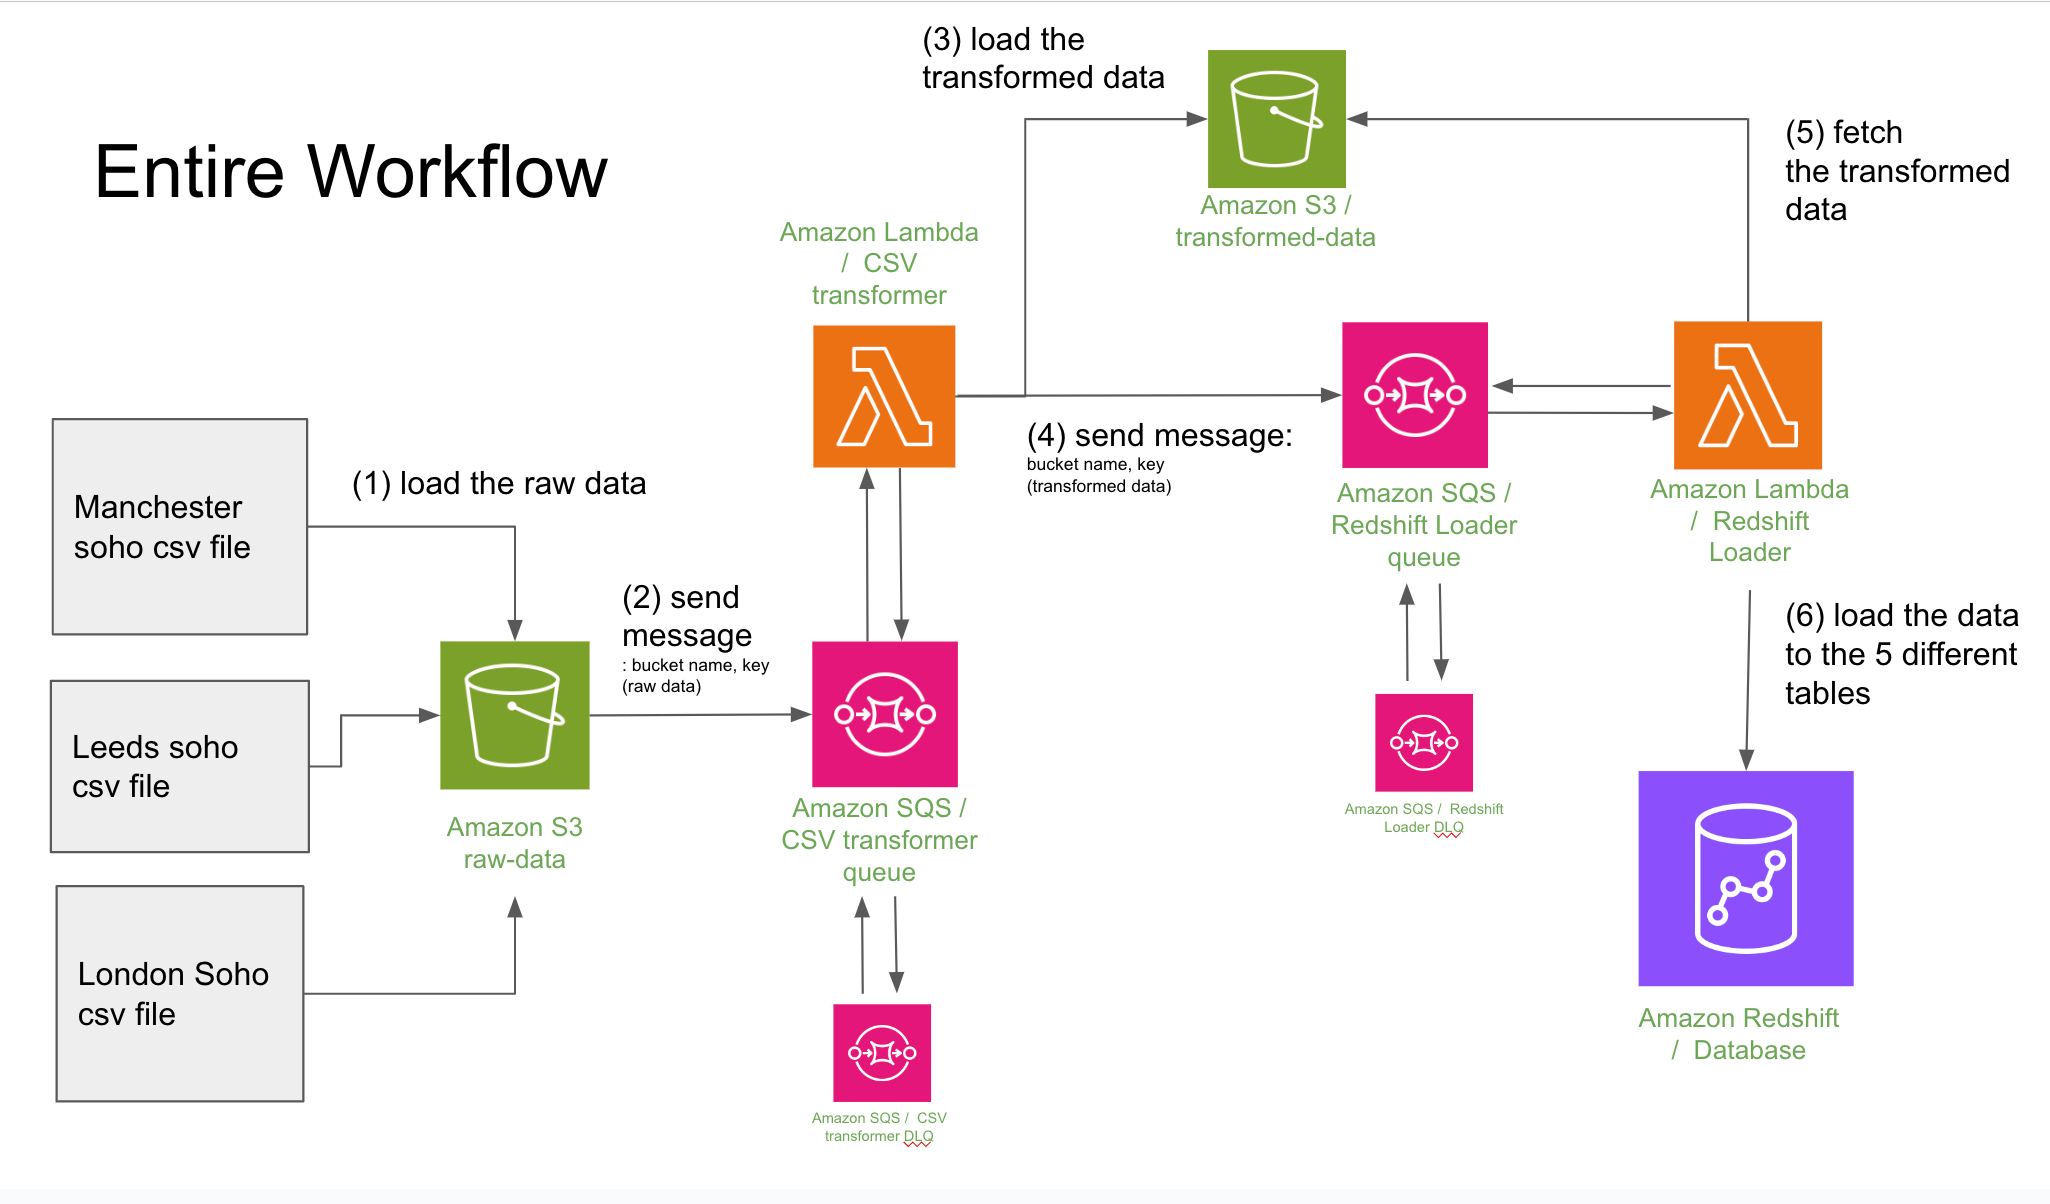 Entire Workflow
(3) load the
transformed data
Amazon S3 /
transformed-data
(5) fetch
the transformed
data
Amazon Lambda
/ CSV
transformer
Manchester
soho csv file
(1) load the raw data
(4) send message:
bucket name, key
(transformed data)
Amazon SQS /
Redshift Loader
queue
Amazon Lambda
/ Redshift
Loader
(2) send
message
: bucket name, key
(raw data)
(6) load the data
to the 5 different
tables
Leeds soho
csv file
Amazon S3
raw-data
Amazon SQS /
CSV transformer
queue
Amazon SQS / Redshift
Loader DLQ
London Soho
csv file
Amazon SQS / CSV
transformer DLQ
Amazon Redshift
/ Database